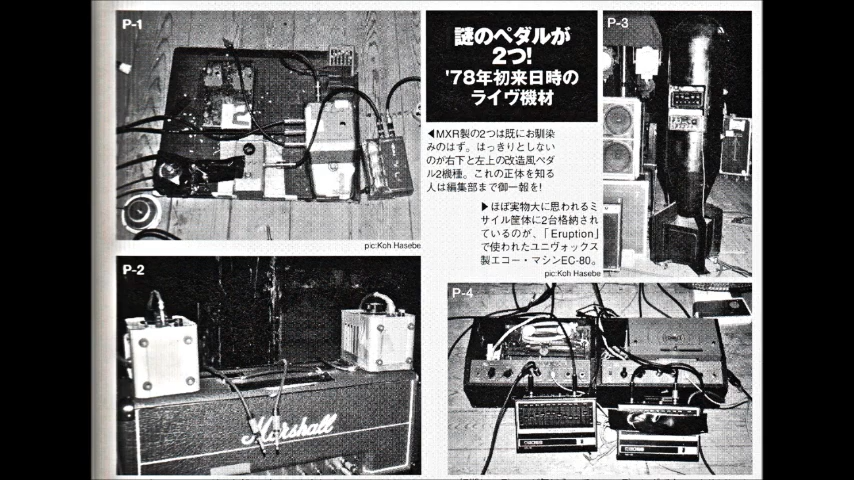 P-1
謎のペダルが
2つ!
'78年初来日時の
ライヴ機材
P-3
◀MXR製の2つは既にお馴染
みのはず。はっきりとしない
のが右下と左上の改造風ペダ
ル2機種。これの正体を知る
人は編集部まで御一報を!
▶ほぼ実物大に思われるミ
サイル筐体に2台格納され
ているのが、「Eruption」
で使われたユニヴォックス
製エコー・マシンEC-80。
pic:Koh Hasebe
pic:Koh Hasebe
P-2
Marshall
P-4
BOSS
BOSS